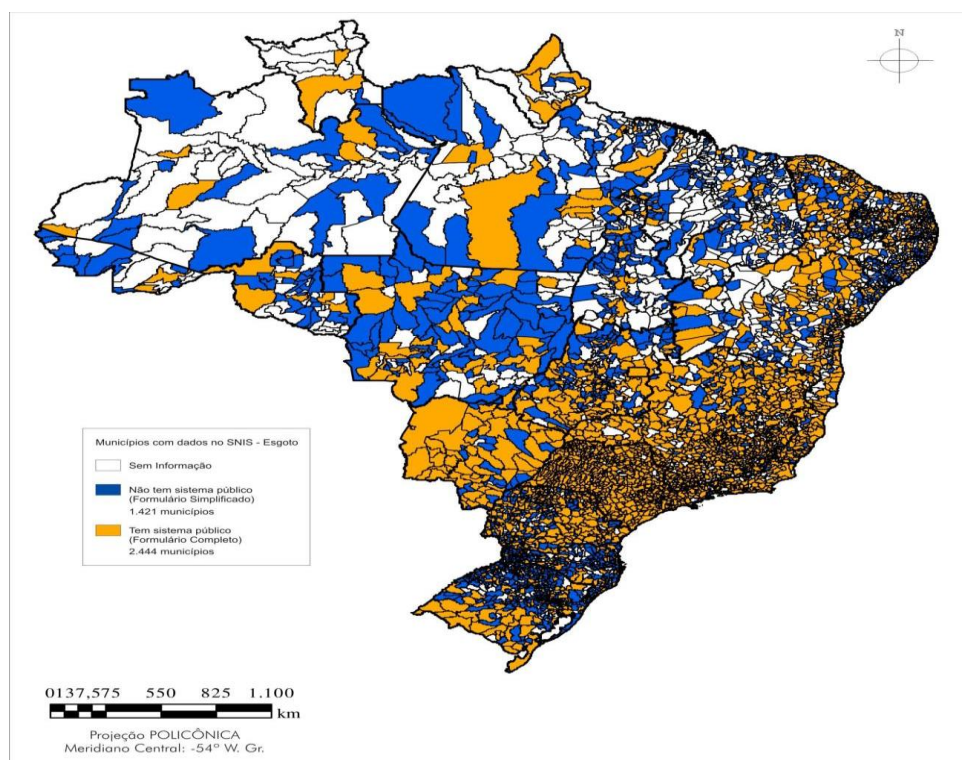 N
Municípios com dados no SNIS - Esgoto
Sem Informação
Não tem sistema público
(Formulário Simplificado)
1.421 municípios
Tem sistema público
(Formulário Completo)
2.444 municípios
0137,575 550 825 1.100
km
Projeção POLICÔNICA
Meridiano Central: -54º W. Gr.